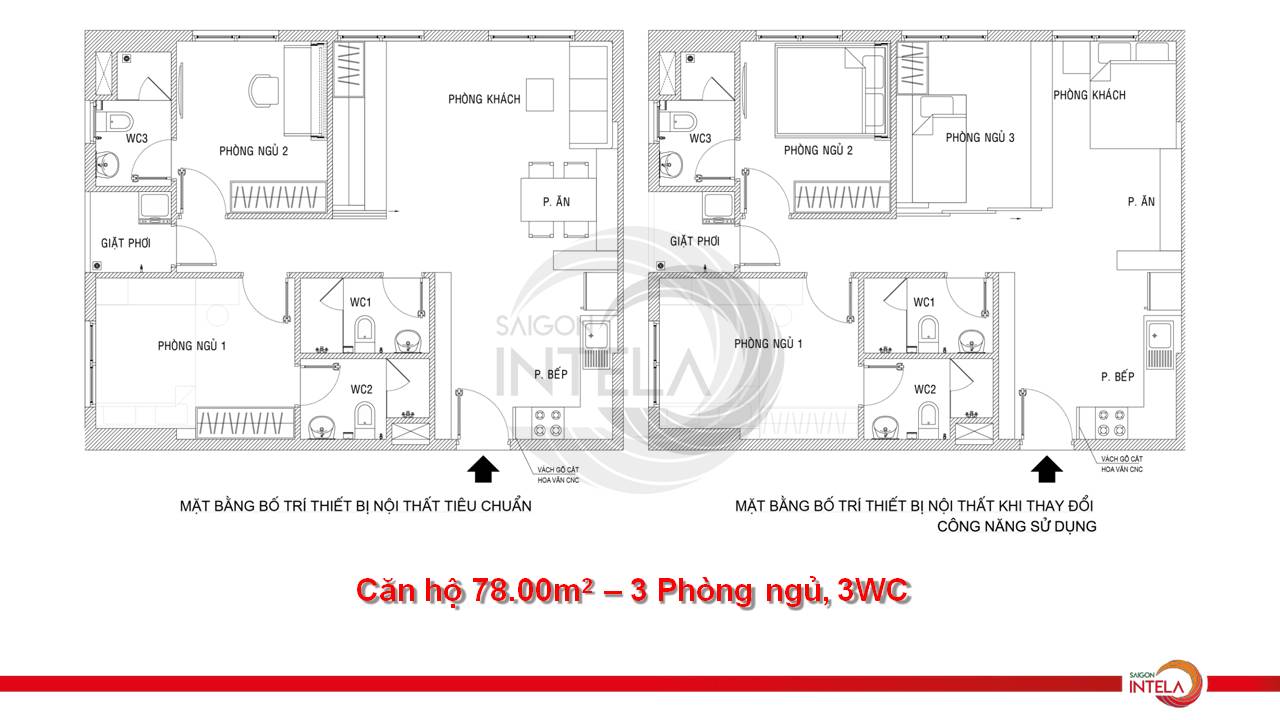 PHÒNG KHÁCH
WC3
PHÒNG NGỦ 2
P. ĂN
GIẶT PHƠI
WC1
PHÒNG NGỦ 1
P. BẾP
WC2
VÁCH GỖ CẮT
HOA VĂN CNC
MẶT BẰNG BỐ TRÍ THIẾT BỊ NỘI THẤT TIÊU CHUẨN
PHÒNG KHÁCH
WC3
PHÒNG NGỦ 3
PHÒNG NGỦ 2
P. ĂN
GIẶT PHƠI
WC1
PHÒNG NGỦ 1
P. BẾP
WC2
VÁCH GỖ CẮT
HOA VĂN CNC
MẶT BẰNG BỐ TRÍ THIẾT BỊ NỘI THẤT KHI THAY ĐỔI
CÔNG NĂNG SỬ DỤNG
SAIGON
INTELA
Căn hộ 78.00m² – 3 Phòng ngủ, 3WC
SAIGON
INTELA